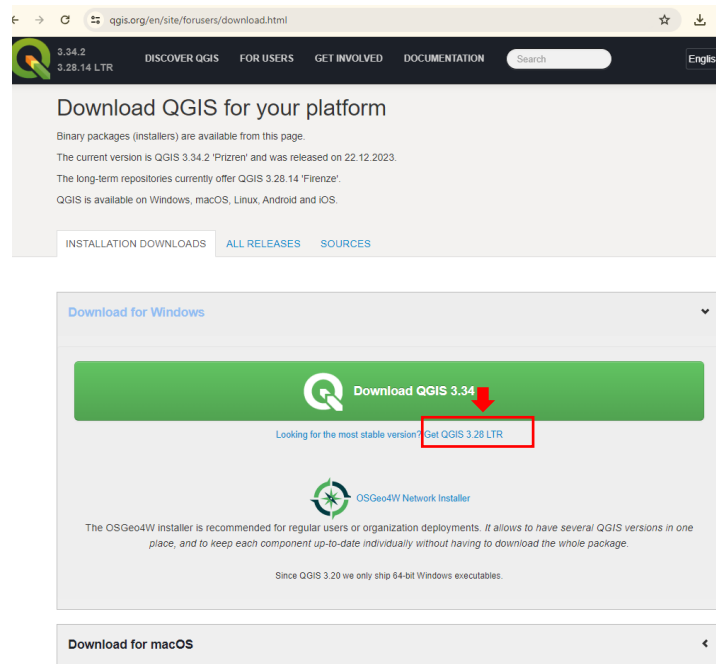 qgis.org/en/site/forusers/download.html
3.34.2
3.28.14 LTR
DISCOVER QGIS FOR USERS GET INVOLVED DOCUMENTATION Search Englis
Download QGIS for your platform
Binary packages (installers) are available from this page.
The current version is QGIS 3.34.2 'Prizren' and was released on 22.12.2023.
The long-term repositories currently offer QGIS 3.28.14 'Firenze'.
QGIS is available on Windows, macOS, Linux, Android and iOS.
INSTALLATION DOWNLOADS ALL RELEASES SOURCES
Download for Windows
Download QGIS 3.34
Looking for the most stable version? Get QGIS 3.28 LTR
OSGeo4W Network Installer
The OSGeo4W installer is recommended for regular users or organization deployments. It allows to have several QGIS versions in one
place, and to keep each component up-to-date individually without having to download the whole package.
Since QGIS 3.20 we only ship 64-bit Windows executables.
Download for macOS